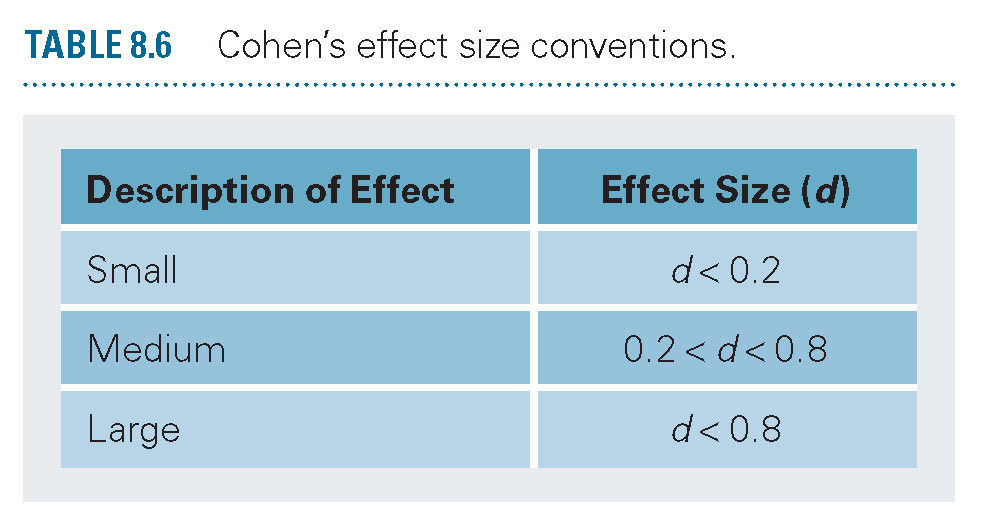 TABLE 8.6 Cohen's effect size conventions.
Description of Effect Effect Size (d)
Small d < 0.2
Medium 0.2 < d < 0.8
Large d < 0.8